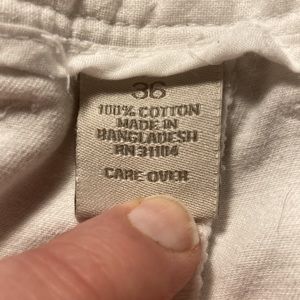 36
100% COTTON
MADE IN
BANGLADESH
RN 31104
CARE OVER